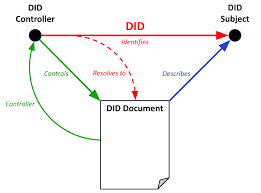 DID
Controller
DID
Subject
DID
Identifies
Controls
Resolves to
Describes
Controller
DID Document